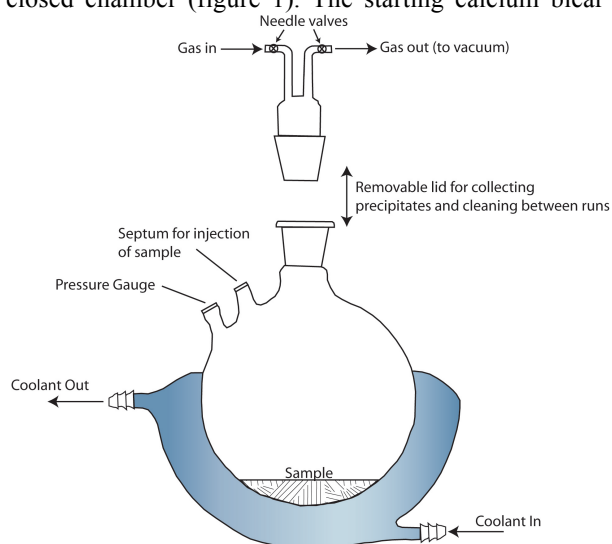 closed chamber (figure 1). The starting calcium bicar
Needle valves
Gas in
Gas out (to vacuum)
Removable lid for collecting
precipitates and cleaning between runs
Septum for injection
of sample
Pressure Gauge
Coolant Out
Sample
Coolant In